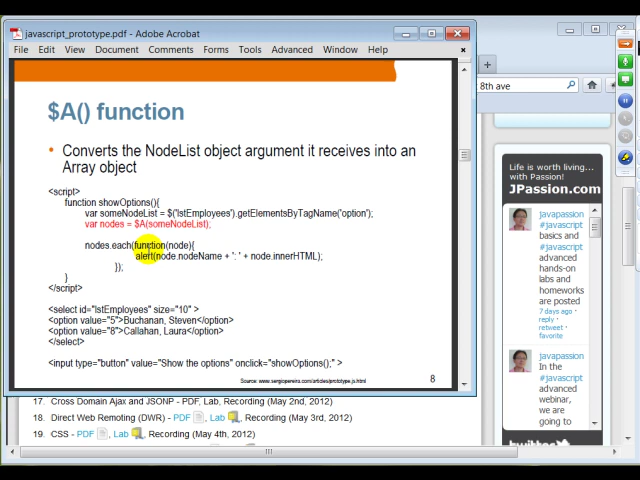 javascript_prototype.pdf - Adobe Acrobat
File Edit View Document Comments Forms Tools Advanced Window Help
$A() function
• Converts the NodeList object argument it receives into an
Array object
<script>
function showOptions(){
var someNodeList = $('lstEmployees').getElementsByTagName('option');
var nodes = $A(someNodeList);
nodes.each(function(node){
alert(node.nodeName + ': ' + node.innerHTML);
});
}
</script>
<select id="lstEmployees" size="10" >
<option value="5">Buchanan, Steven</option>
<option value="8">Callahan, Laura</option>
</select>
<input type="button" value="Show the options" onclick="showOptions();" >
Source: www.sergiopereira.com/articles/prototype.js.html
8
17. Cross Domain Ajax and JSONP - PDF, Lab, Recording (May 2nd, 2012)
18. Direct Web Remoting (DWR) - PDF, Lab, Recording (May 3rd, 2012)
19. CSS - PDF, Lab, Recording (May 4th, 2012)
8th ave
Life is worth living...
with Passion!
JPassion.com
javapassion
#javascript
basics and
advanced
hands-on
labs and
homeworks
are posted
7 days ago ·
reply ·
retweet ·
favorite
javapassion
In the
#javascript
advanced
webinar,
we are
going to
twitter